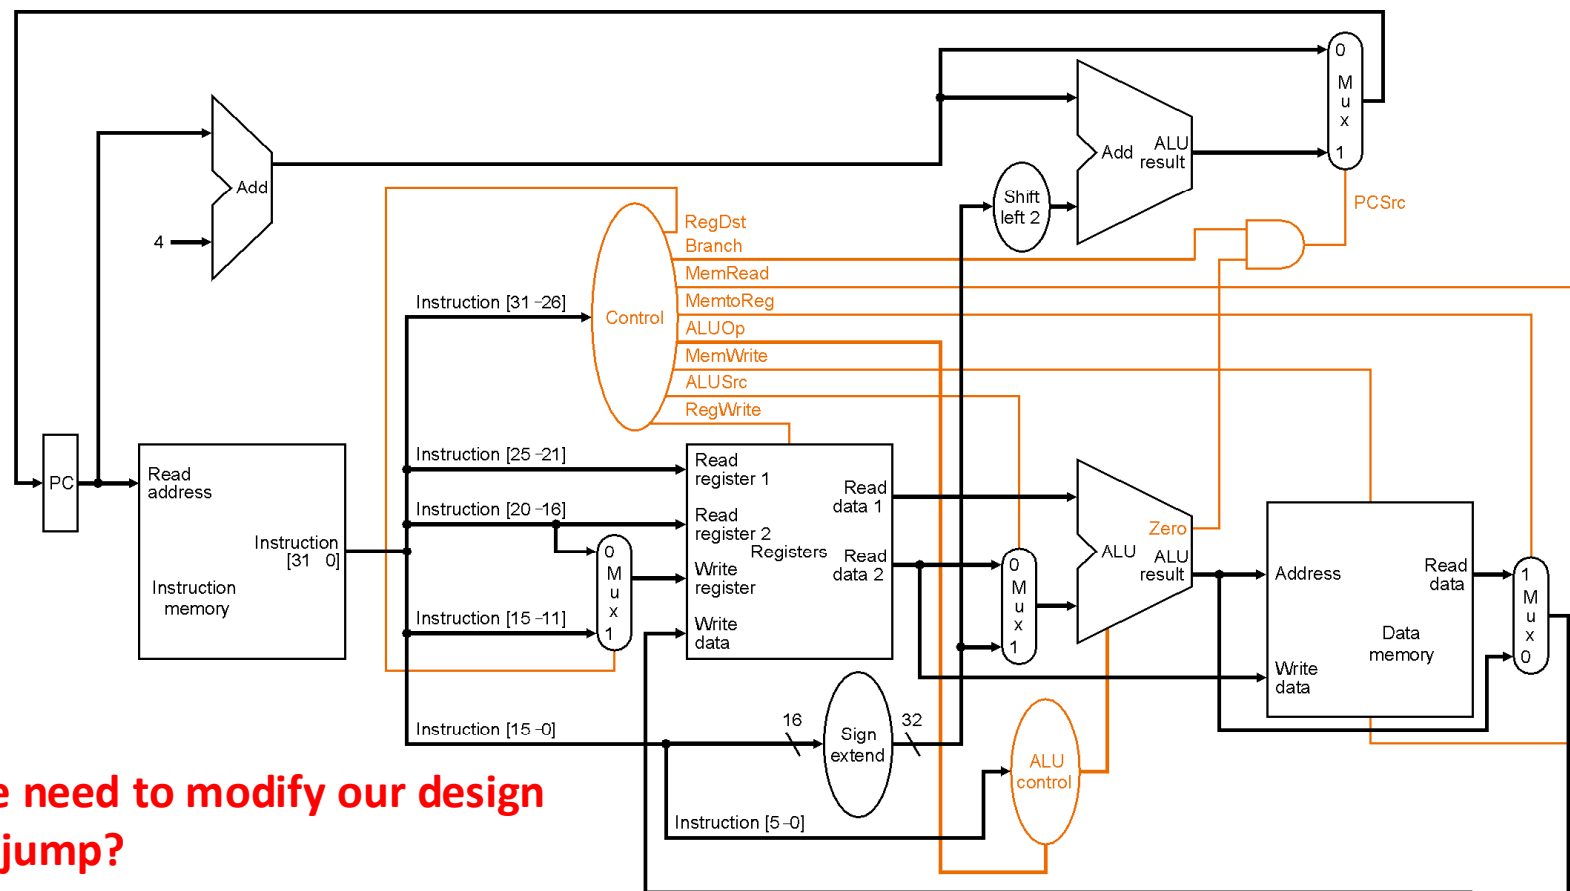 0
M
u
x
1
Add
ALU
result
Shift
left 2
PCSrc
Add
4
RegDst
Branch
MemRead
MemtoReg
ALUOp
MemWrite
ALUSrc
RegWrite
Control
Instruction [31–26]
Instruction [25–21]
Instruction [20–16]
Instruction [15–11]
Instruction [15–0]
Instruction [5–0]
PC
Read
address
Instruction
[31 0]
Instruction
memory
0
M
u
x
1
Read
register 1
Read
register 2
Write
register
Write
data
Registers
Read
data 1
Read
data 2
0
M
u
x
1
Zero
ALU
ALU
result
Address
Write
data
Read
data
Data
memory
1
M
u
x
0
16
Sign
extend
32
ALU
control
need to modify our design
jump?